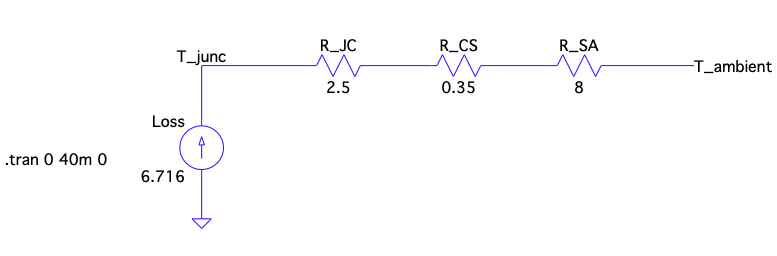 R_JC R_CS R_SA
T_junc T_ambient
2.5 0.35 8
Loss
.tran 0 40m 0
6.716